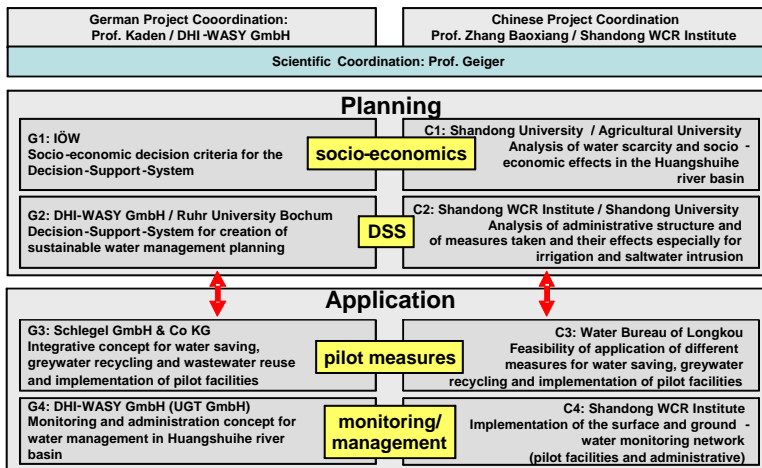 German Project Cooordination:
Prof. Kaden / DHI-WASY GmbH
Chinese Project Coordination
Prof. Zhang Baoxiang / Shandong WCR Institute
Scientific Coordination: Prof. Geiger
Planning
G1: IÖW
Socio-economic decision criteria for the
Decision-Support-System
socio-economics
C1: Shandong University / Agricultural University
Analysis of water scarcity and socio -
economic effects in the Huangshuihe
river basin
G2: DHI-WASY GmbH / Ruhr University Bochum
Decision-Support-System for creation of
sustainable water management planning
DSS
C2: Shandong WCR Institute / Shandong University
Analysis of administrative structure and
of measures taken and their effects especially for
irrigation and saltwater intrusion
Application
G3: Schlegel GmbH & Co KG
Integrative concept for water saving,
greywater recycling and wastewater reuse
and implementation of pilot facilities
pilot measures
C3: Water Bureau of Longkou
Feasibility of application of different
measures for water saving, greywater
recycling and implementation of pilot facilities
G4: DHI-WASY GmbH (UGT GmbH)
Monitoring and administration concept for
water management in Huangshuihe river
basin
monitoring/
management
C4: Shandong WCR Institute
Implementation of the surface and ground -
water monitoring network
(pilot facilities and administrative)